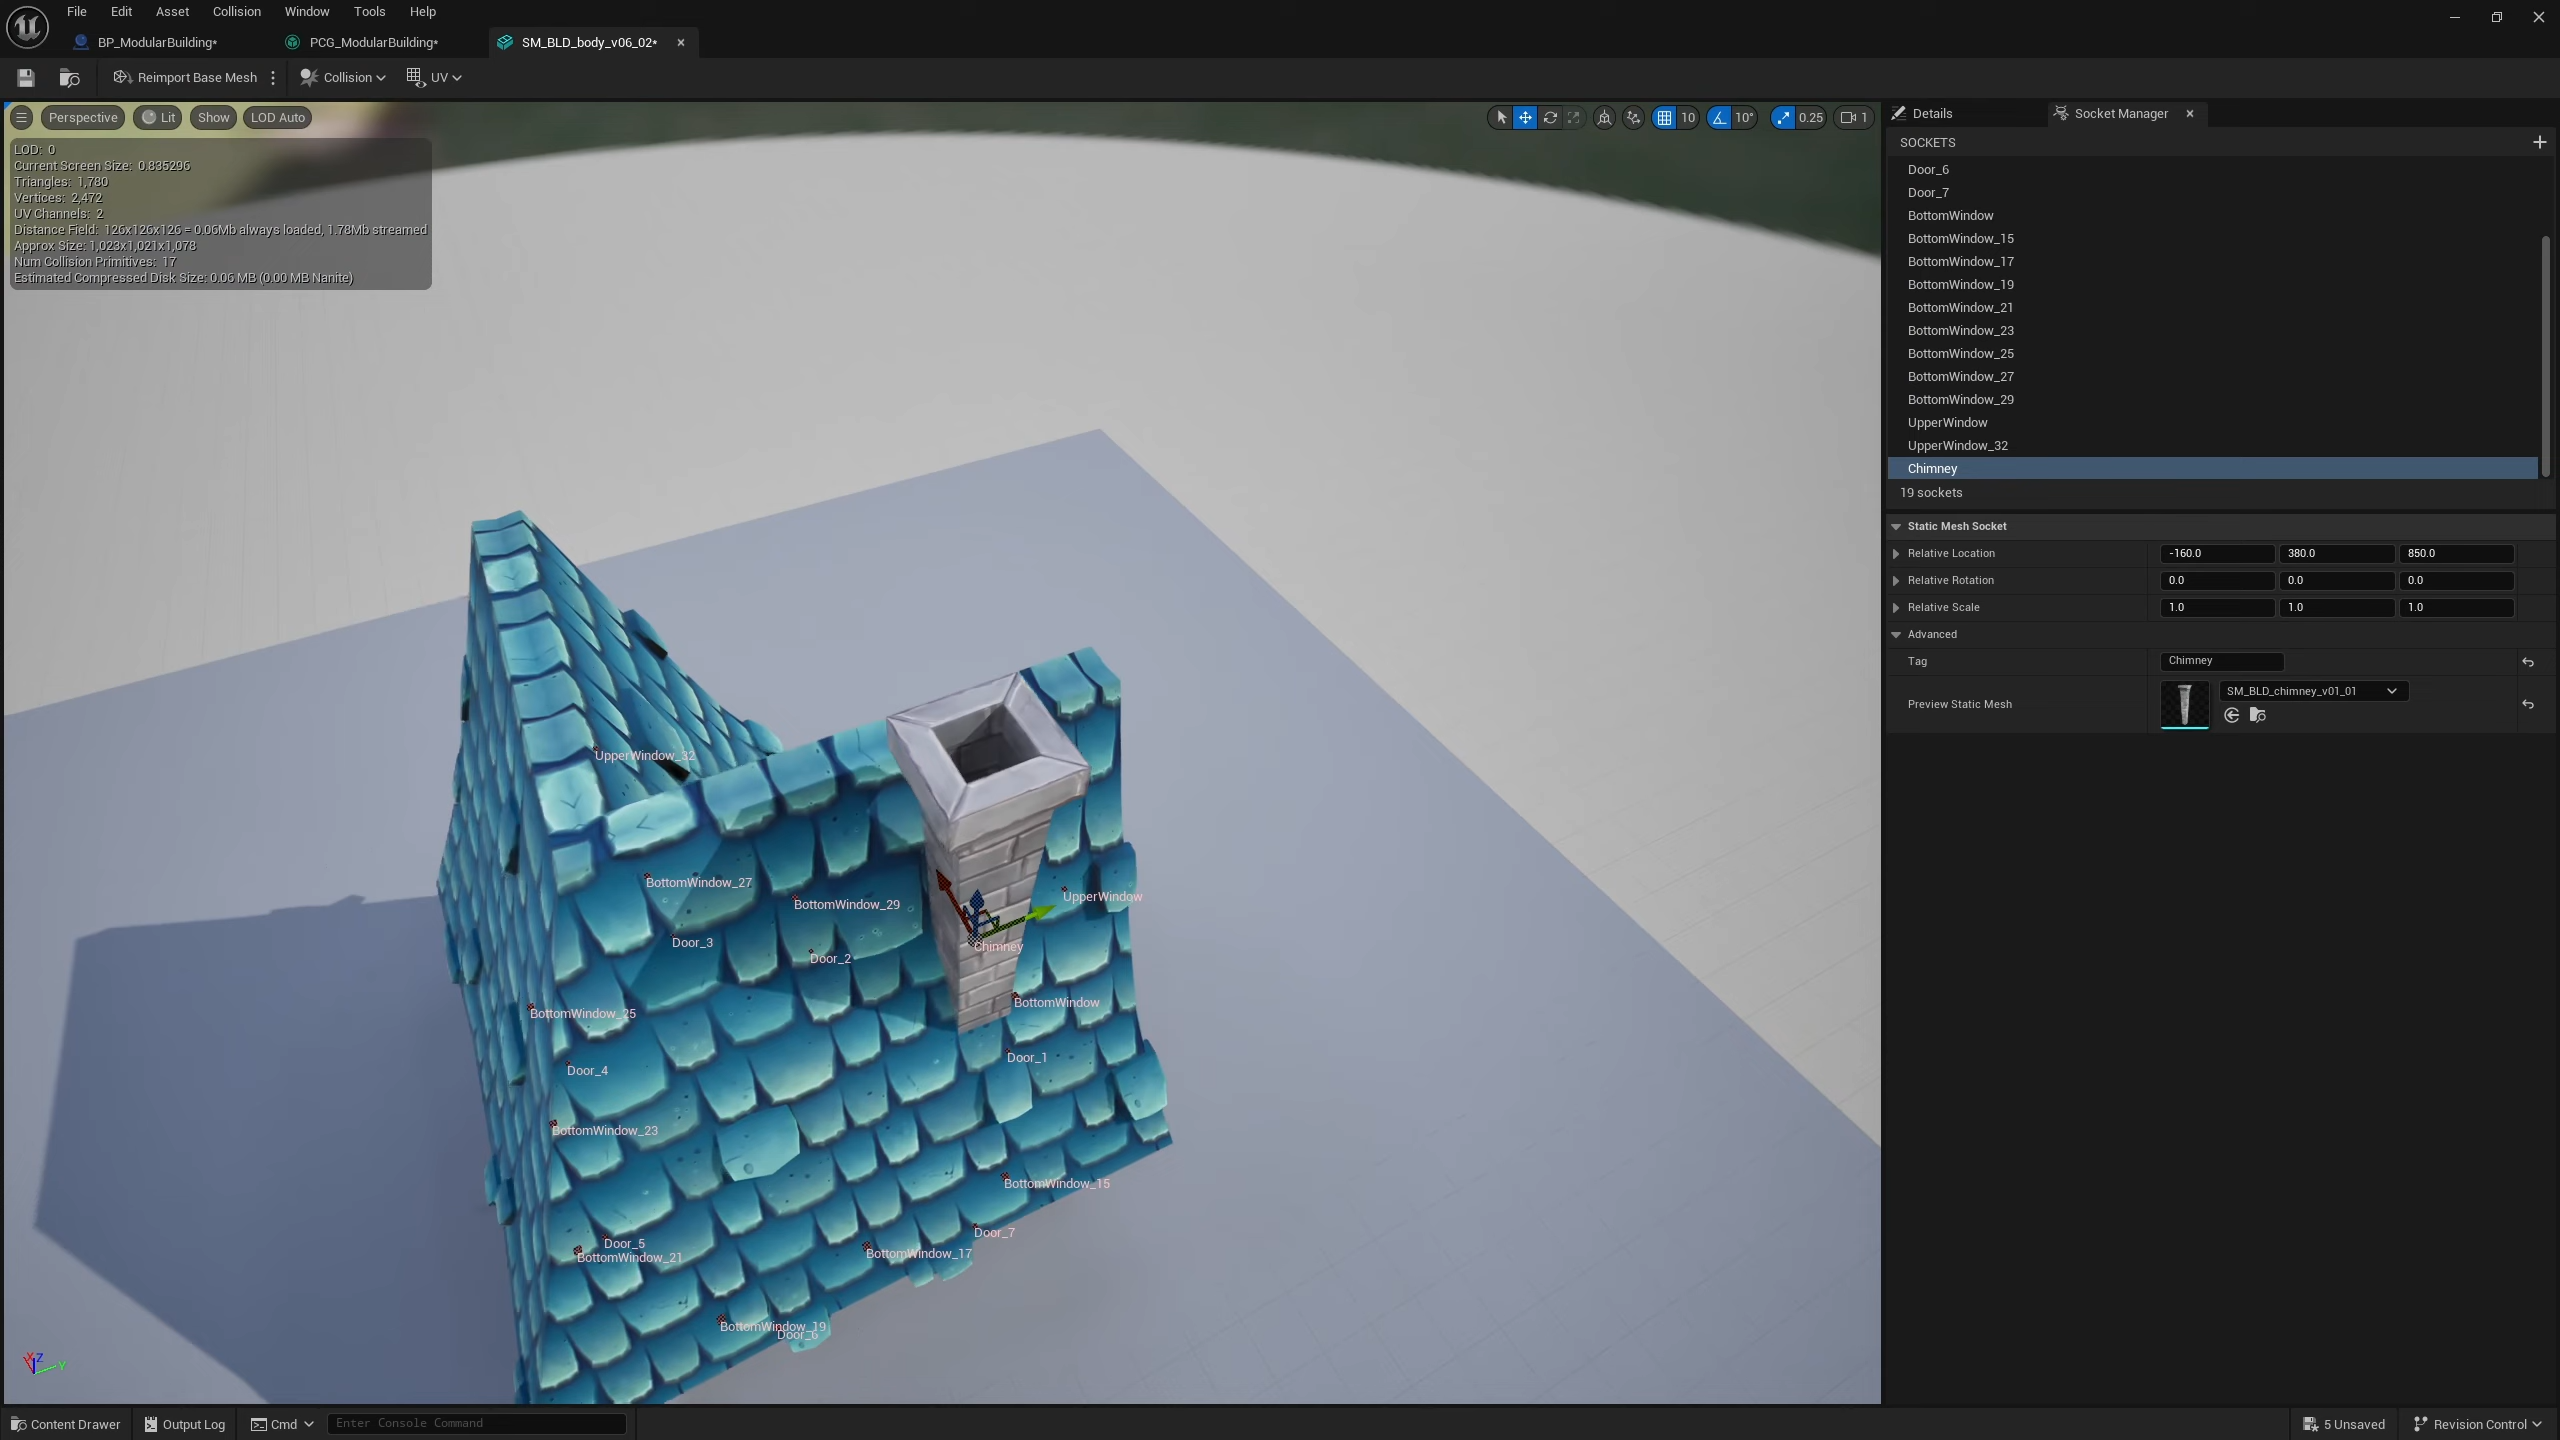 File Edit Asset Collision Window Tools Help
BP_ModularBuilding* PCG_ModularBuilding* SM_BLD_body_v06_02*
Reimport Base Mesh Collision UV
Perspective Lit Show LOD Auto 10 10° 0.25 1
LOD: 0
Current Screen Size: 0.835296
Triangles: 1,780
Vertices: 2,472
UV Channels: 2
Distance Field: 126x126x126 = 0.06Mb always loaded, 1.78Mb streamed
Approx Size: 1,023x1,021x1,078
Num Collision Primitives: 17
Estimated Compressed Disk Size: 0.06 MB (0.00 MB Nanite)
UpperWindow_32
BottomWindow_27
UpperWindow
BottomWindow_29
Door_3
Chimney
Door_2
BottomWindow
BottomWindow_25
Door_1
Door_4
BottomWindow_23
BottomWindow_15
Door_7
Door_5
BottomWindow_17
BottomWindow_21
BottomWindow_19
Door_6
X Z Y
Details Socket Manager
SOCKETS
Door_6
Door_7
BottomWindow
BottomWindow_15
BottomWindow_17
BottomWindow_19
BottomWindow_21
BottomWindow_23
BottomWindow_25
BottomWindow_27
BottomWindow_29
UpperWindow
UpperWindow_32
Chimney
19 sockets
Static Mesh Socket
Relative Location -160.0 380.0 850.0
Relative Rotation 0.0 0.0 0.0
Relative Scale 1.0 1.0 1.0
Advanced
Tag Chimney
Preview Static Mesh SM_BLD_chimney_v01_01
Content Drawer Output Log Cmd Enter Console Command 5 Unsaved Revision Control